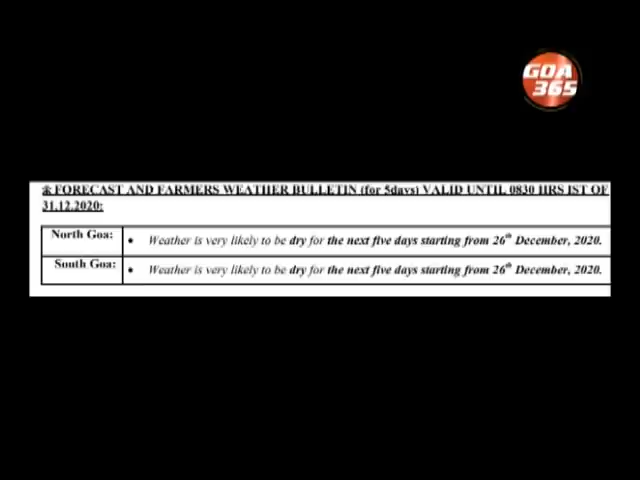 GOA
365
※ FORECAST AND FARMERS WEATHER BULLETIN (for 5days) VALID UNTIL 0830 HRS IST OF
31.12.2020:
North Goa: • Weather is very likely to be dry for the next five days starting from 26th December, 2020.
South Goa: • Weather is very likely to be dry for the next five days starting from 26th December, 2020.